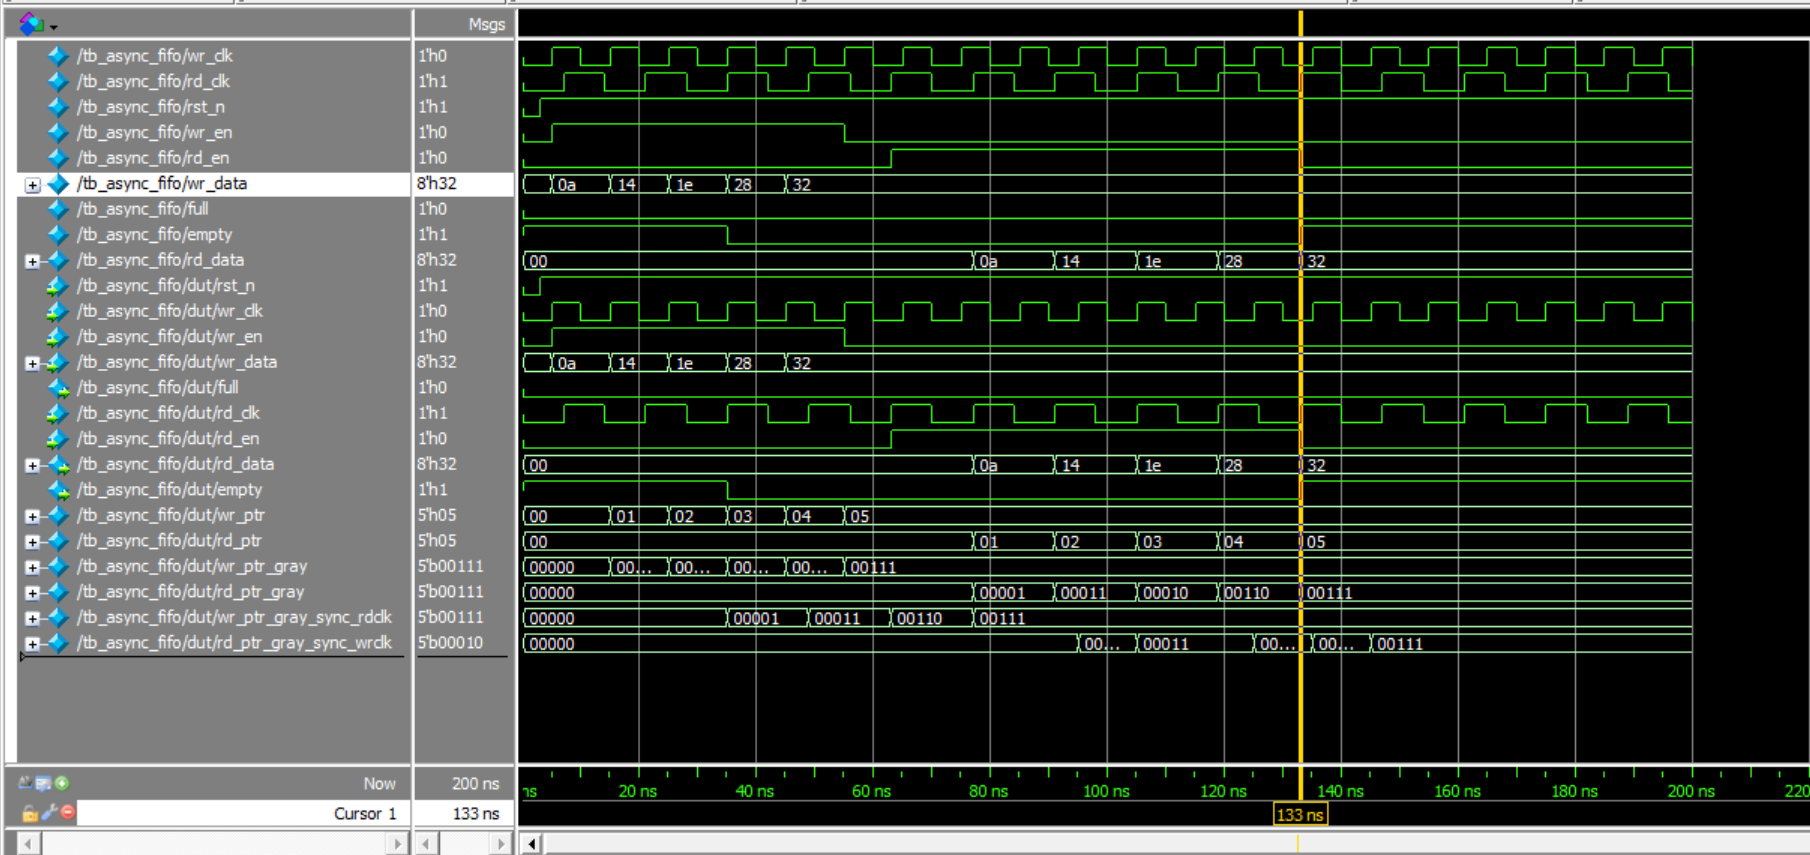 Msgs
/tb_async_fifo/wr_clk 1'h0
/tb_async_fifo/rd_clk 1'h1
/tb_async_fifo/rst_n 1'h1
/tb_async_fifo/wr_en 1'h0
/tb_async_fifo/rd_en 1'h0
/tb_async_fifo/wr_data 8'h32 0a 14 1e 28 32
/tb_async_fifo/full 1'h0
/tb_async_fifo/empty 1'h1
/tb_async_fifo/rd_data 8'h32 00 0a 14 1e 28 32
/tb_async_fifo/dut/rst_n 1'h1
/tb_async_fifo/dut/wr_clk 1'h0
/tb_async_fifo/dut/wr_en 1'h0
/tb_async_fifo/dut/wr_data 8'h32 0a 14 1e 28 32
/tb_async_fifo/dut/full 1'h0
/tb_async_fifo/dut/rd_clk 1'h1
/tb_async_fifo/dut/rd_en 1'h0
/tb_async_fifo/dut/rd_data 8'h32 00 0a 14 1e 28 32
/tb_async_fifo/dut/empty 1'h1
/tb_async_fifo/dut/wr_ptr 5'h05 00 01 02 03 04 05
/tb_async_fifo/dut/rd_ptr 5'h05 00 01 02 03 04 05
/tb_async_fifo/dut/wr_ptr_gray 5'b00111 00000 00... 00... 00... 00... 00111
/tb_async_fifo/dut/rd_ptr_gray 5'b00111 00000 00001 00011 00010 00110 00111
/tb_async_fifo/dut/wr_ptr_gray_sync_rdclk 5'b00111 00000 00001 00011 00110 00111
/tb_async_fifo/dut/rd_ptr_gray_sync_wrclk 5'b00010 00000 00... 00011 00... 00... 00111
Now 200 ns ns 20 ns 40 ns 60 ns 80 ns 100 ns 120 ns 140 ns 160 ns 180 ns 200 ns 220
Cursor 1 133 ns 133 ns